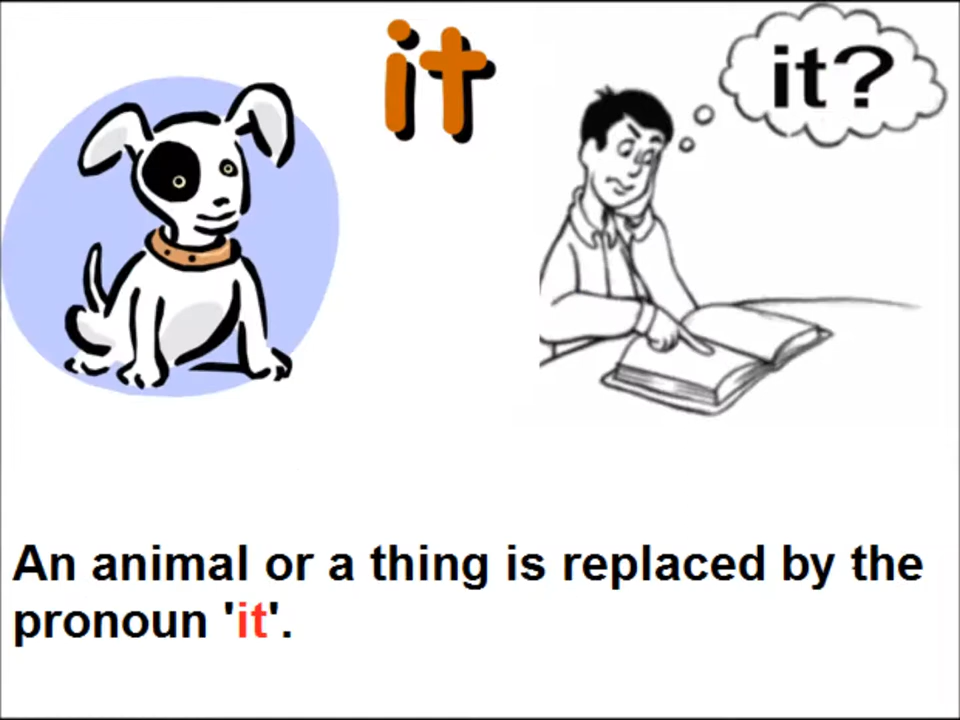 it
it?
An animal or a thing is replaced by the
pronoun 'it'.